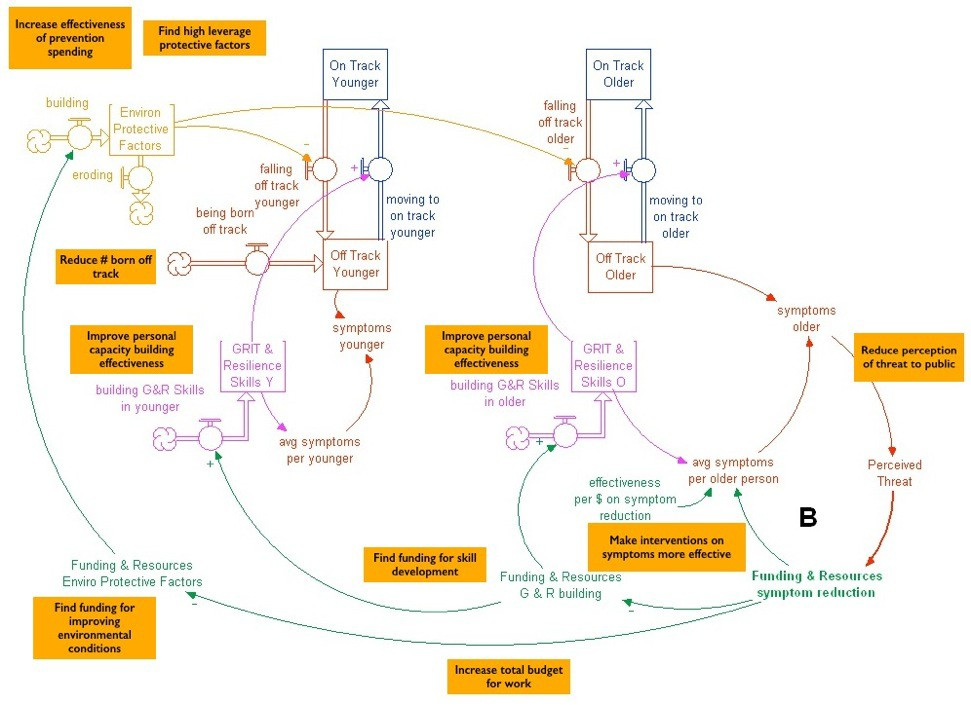 Increase effectiveness
of prevention
spending
Find high leverage
protective factors
On Track
Younger
On Track
Older
building
Environ
Protective
Factors
eroding
falling
off track
older
-
-
falling
off track
younger
+
+
being born
off track
moving to
on track
younger
moving to
on track
older
Reduce # born off
track
Off Track
Younger
Off Track
Older
symptoms
younger
symptoms
older
Improve personal
capacity building
effectiveness
GRIT &
Resilience
Skills Y
Improve personal
capacity building
effectiveness
GRIT &
Resilience
Skills O
Reduce perception
of threat to public
building G&R Skills
in younger
building G&R Skills
in older
+
+
avg symptoms
per younger
avg symptoms
per older person
Perceived
Threat
effectiveness
per $ on symptom
reduction
B
Make interventions on
symptoms more effective
Find funding for skill
development
Funding & Resources
Enviro Protective Factors
Funding & Resources
G & R building
Funding & Resources
symptom reduction
-
-
Find funding for
improving
environmental
conditions
Increase total budget
for work